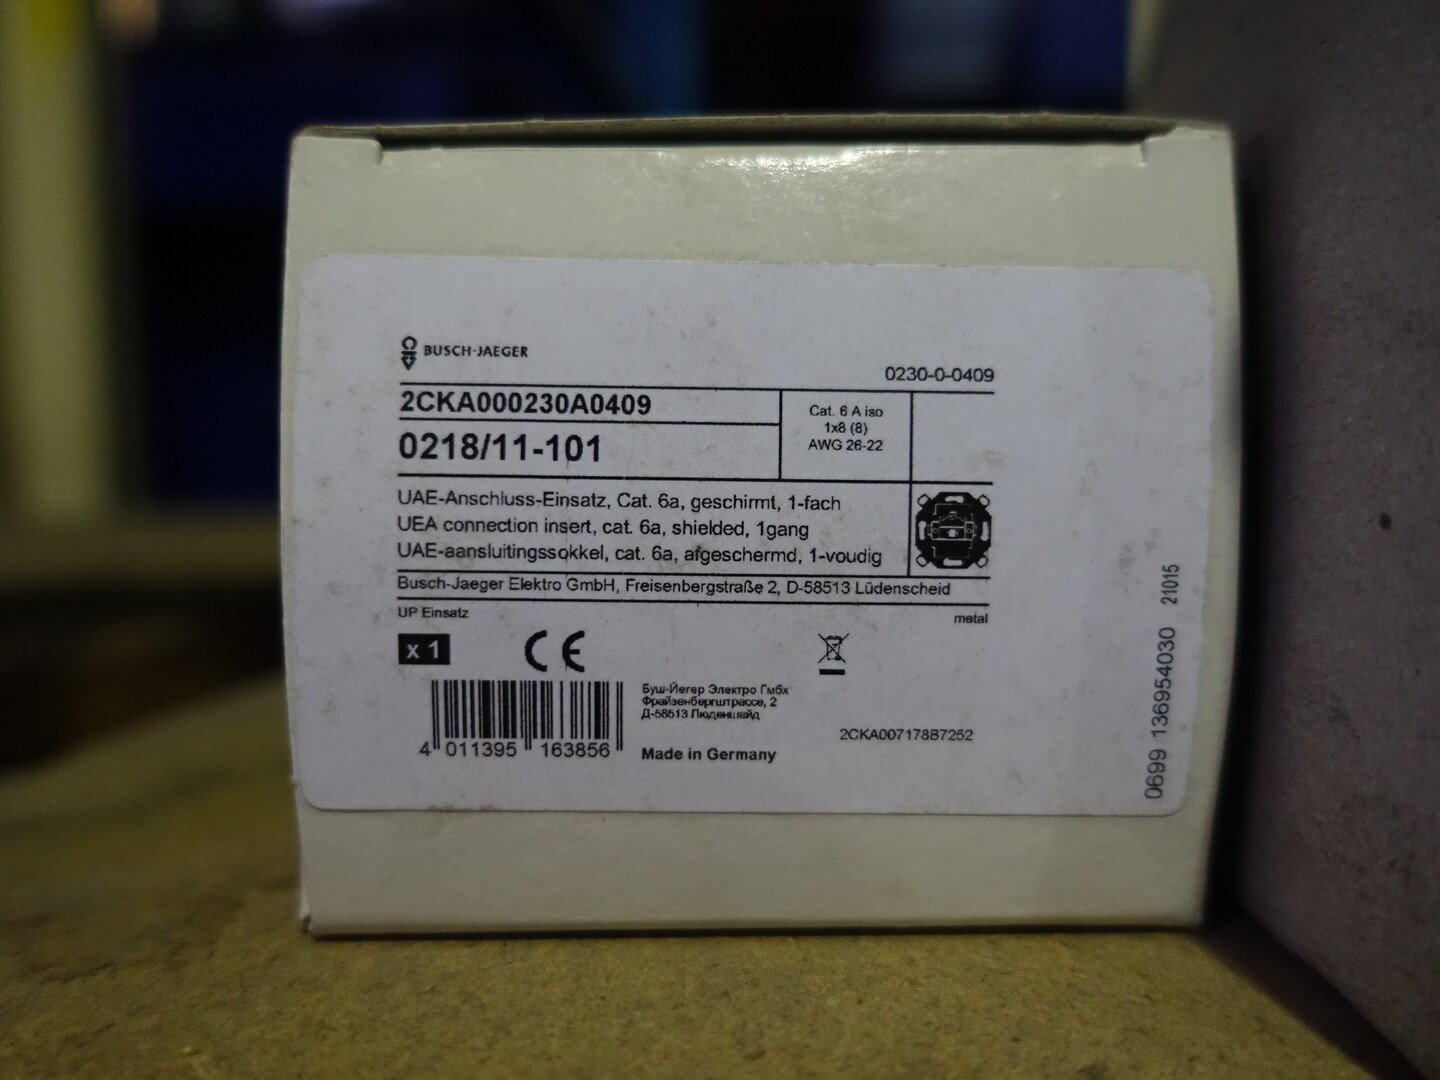 BUSCH-JAEGER
0230-0-0409
2CKA000230A0409
0218/11-101
Cat. 6 A iso
1x8 (8)
AWG 26-22
UAE-Anschluss-Einsatz, Cat. 6a, geschirmt, 1-fach
UEA connection insert, cat. 6a, shielded, 1gang
UAE-aansluitingssokkel, cat. 6a, afgeschermd, 1-voudig
Busch-Jaeger Elektro GmbH, Freisenbergstraße 2, D-58513 Lüdenscheid
UP Einsatz
metal
x 1
CE
Буш-Йегер Электро Гмбх
Фрайзенбергштрассе, 2
Д-58513 Люденшайд
2CKA007178B7252
4 011395 163856
Made in Germany
0699 136954030 21015